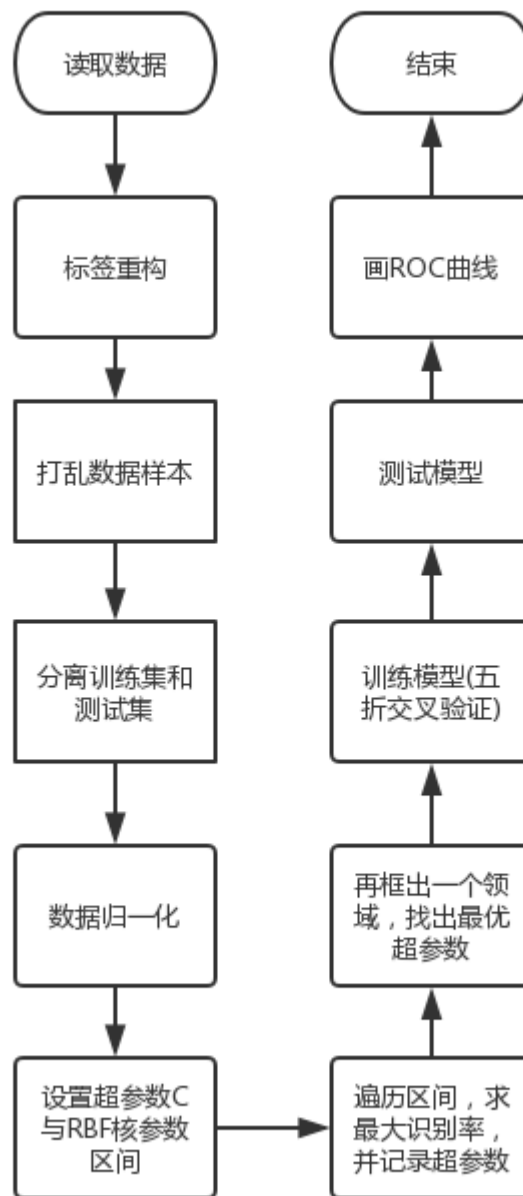 读取数据
标签重构
打乱数据样本
分离训练集和
测试集
数据归一化
设置超参数C
与RBF核参数
区间
遍历区间，求
最大识别率，
并记录超参数
再框出一个领
域，找出最优
超参数
训练模型(五
折交叉验证)
测试模型
画ROC曲线
结束